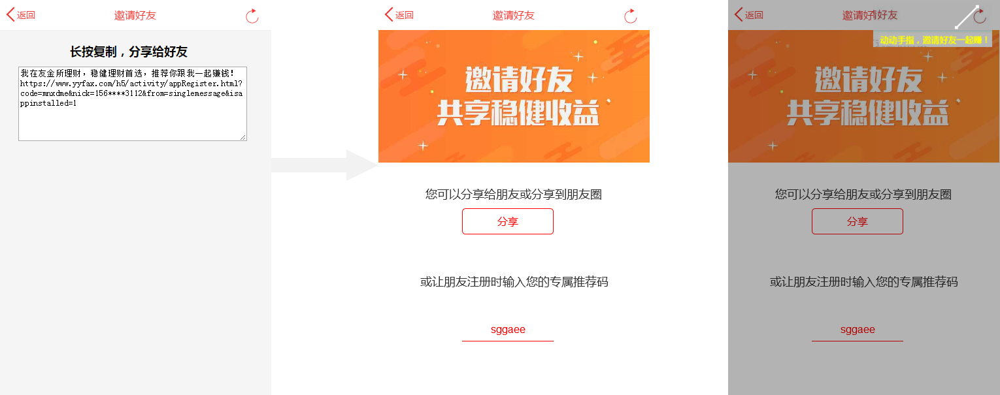 返回
邀请好友
长按复制，分享给好友
我在友金所理财，稳健理财首选，推荐你跟我一起赚钱！
https://www.yyfax.com/h5/activity/appRegister.html?
code=mnxdme&nick=156****3112&from=singlemessage&isa
ppinstalled=1
返回
邀请好友
邀请好友
共享稳健收益
您可以分享给朋友或分享到朋友圈
分享
或让朋友注册时输入您的专属推荐码
sggaee
返回
邀请好友
动动手指，邀请好友一起赚！
邀请好友
共享稳健收益
您可以分享给朋友或分享到朋友圈
分享
或让朋友注册时输入您的专属推荐码
sggaee